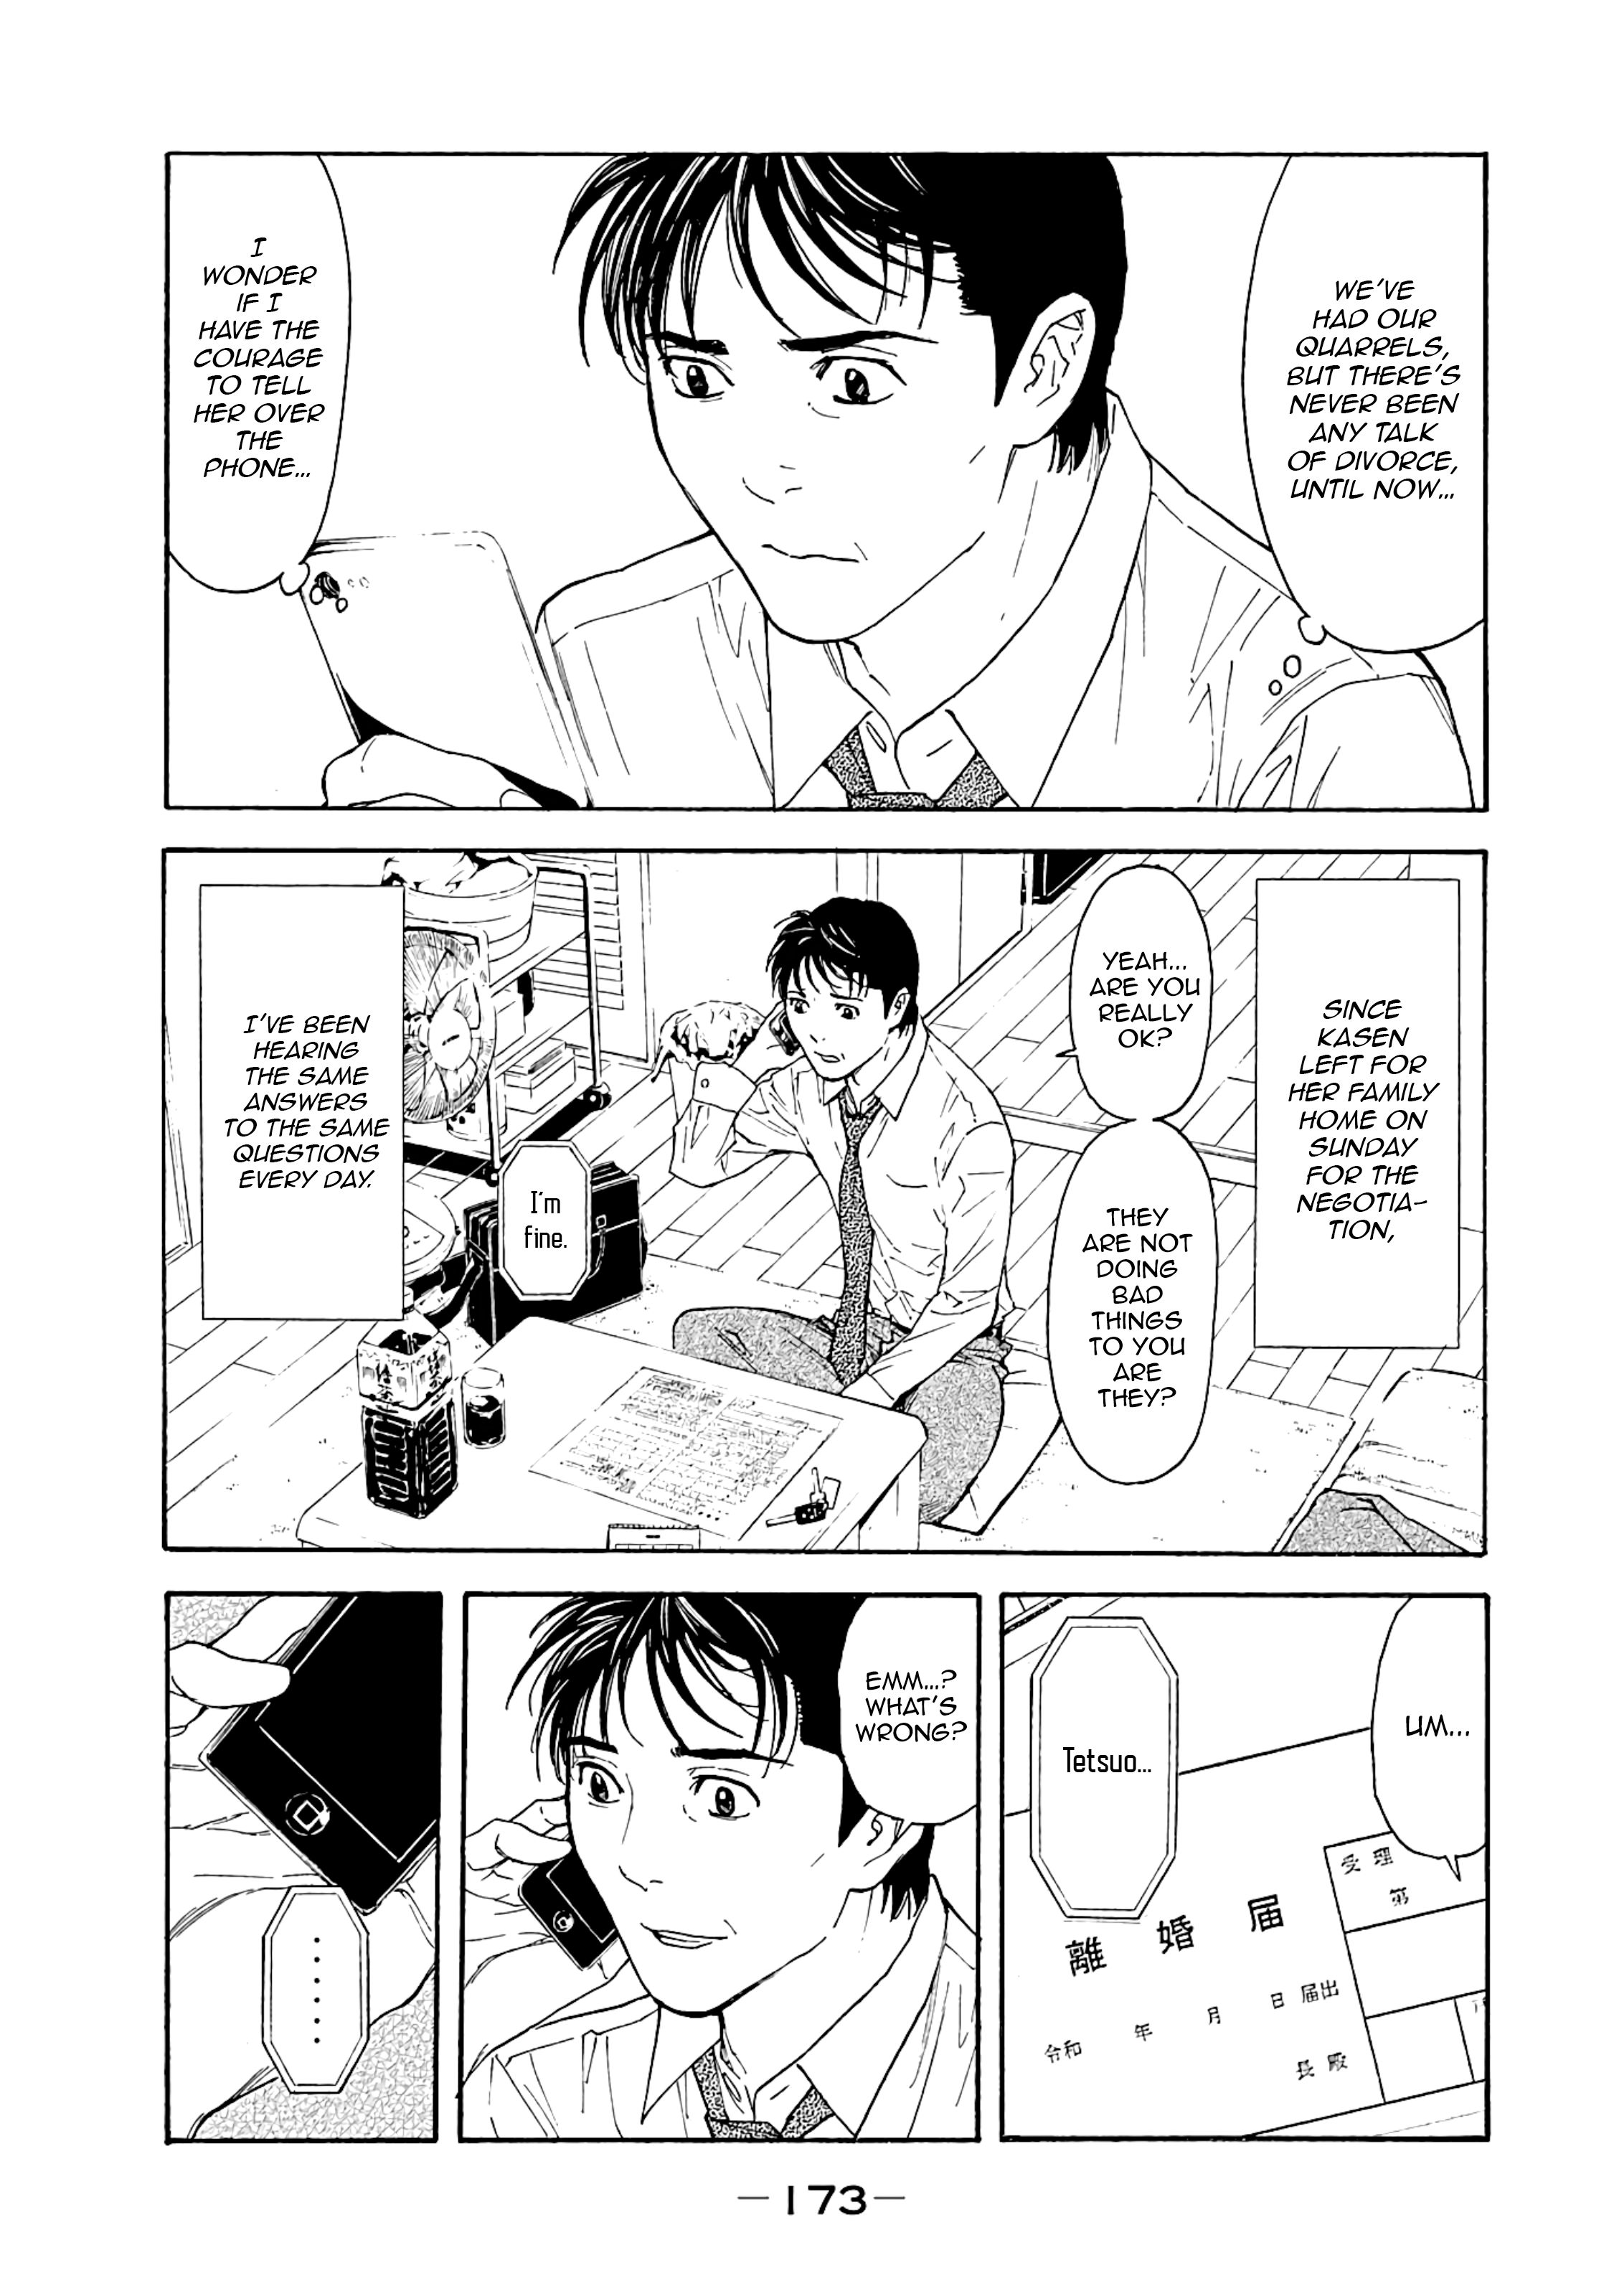 WE'VE
HAD OUR
QUARRELS,
BUT THERE'S
NEVER BEEN
ANY TALK
OF DIVORCE,
UNTIL NOW...
I
WONDER
IF I
HAVE THE
COURAGE
TO TELL
HER OVER
THE
PHONE...
SINCE
KASEN
LEFT FOR
HER FAMILY
HOME ON
SUNDAY
FOR THE
NEGOTIA-
TION,
YEAH...
ARE YOU
REALLY
OK?
THEY
ARE NOT
DOING
BAD
THINGS
TO YOU
ARE
THEY?
I'm
fine.
I'VE BEEN
HEARING
THE SAME
ANSWERS
TO THE SAME
QUESTIONS
EVERY DAY.
UM...
Tetsuo...
受理
第
離婚届
令和 年 月 日 届出
長殿
EMM...?
WHAT'S
WRONG?
......
—173—